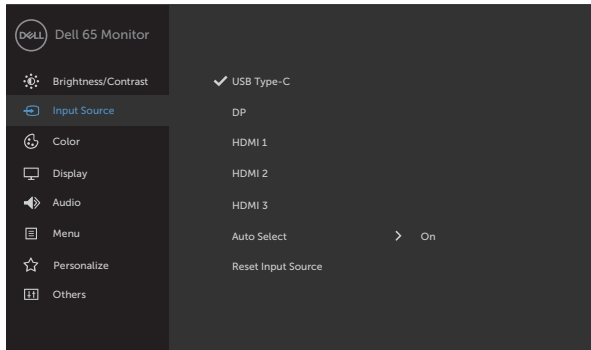 DELL Dell 65 Monitor
Brightness/Contrast
Input Source
Color
Display
Audio
Menu
Personalize
Others
USB Type-C
DP
HDMI 1
HDMI 2
HDMI 3
Auto Select On
Reset Input Source